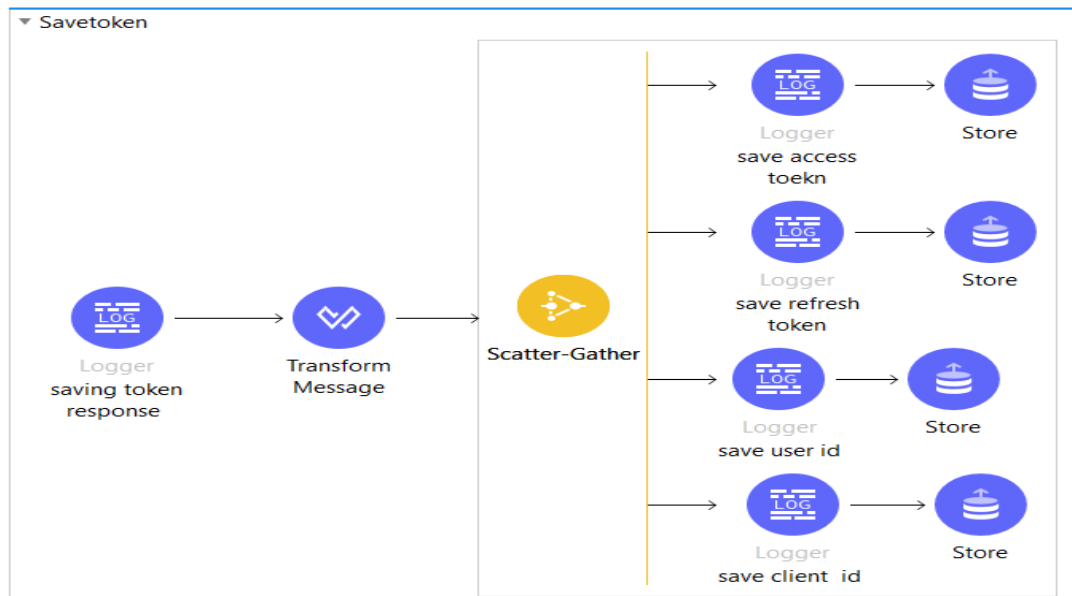 Savetoken
LOG
Logger
save access
toekn
Store
LOG
Logger
save refresh
token
Store
LOG
Logger
saving token
response
Transform
Message
Scatter-Gather
LOG
Logger
save user id
Store
LOG
Logger
save client id
Store